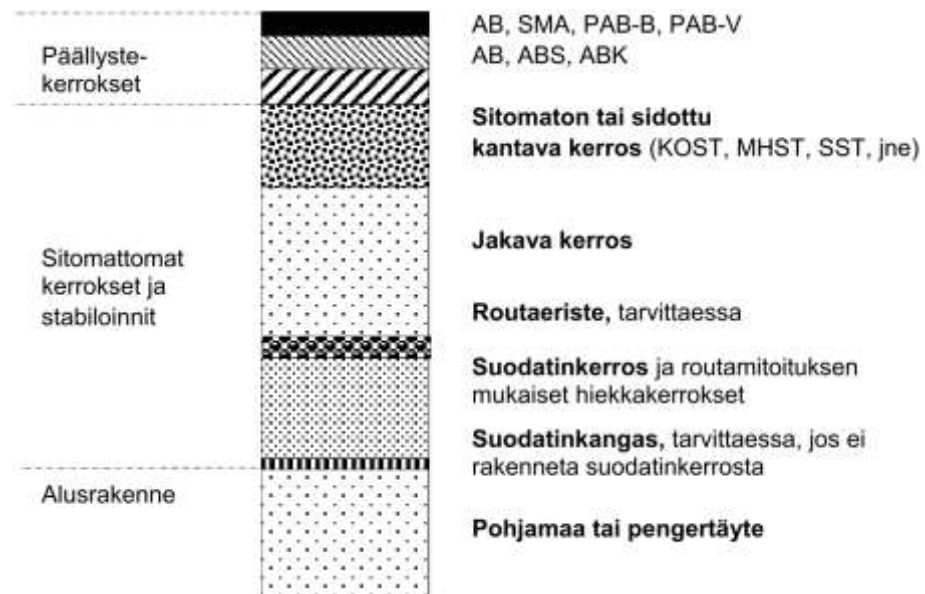 AB, SMA, PAB-B, PAB-V
AB, ABS, ABK
Päällyste-
kerrokset
Sitomaton tai sidottu
kantava kerros (KOST, MHST, SST, jne)
Jakava kerros
Sitomattomat
kerrokset ja
stabiloinnit
Routaeriste, tarvittaessa
Suodatinkerros ja routamitoituksen
mukaiset hiekkakerrokset
Suodatinkangas, tarvittaessa, jos ei
rakenneta suodatinkerrosta
Alusrakenne
Pohjamaa tai pengertäyte